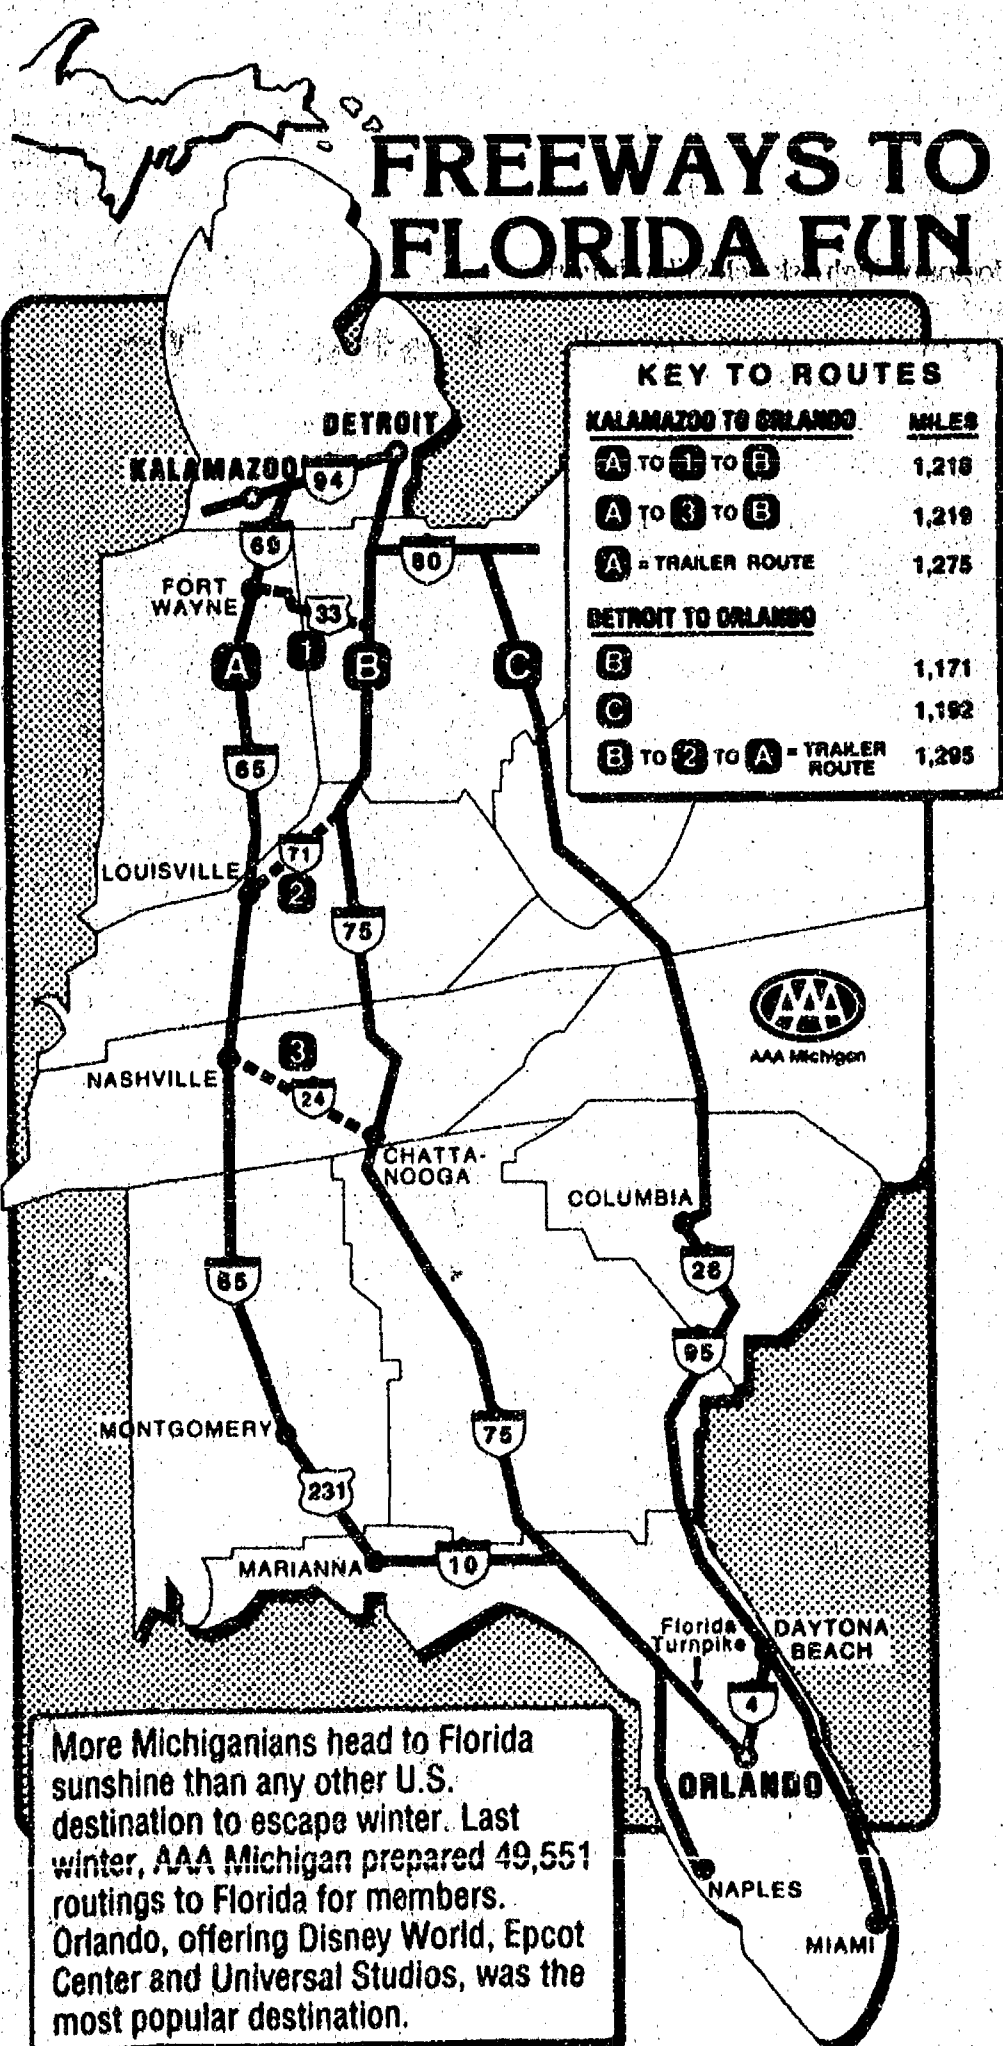 FREEWAYS TO
FLORIDA FUN
KEY TO ROUTES
KALAMAZOO TO ORLANDO MILES
A TO 1 TO B 1,218
A TO 3 TO B 1,219
A = TRAILER ROUTE 1,275
DETROIT TO ORLANDO
B 1,171
C 1,192
B TO 2 TO A = TRAILER ROUTE 1,295
DETROIT
KALAMAZOO
94
69
80
FORT
WAYNE
33
1
A
B
C
65
LOUISVILLE
71
2
75
AAA
AAA Michigan
3
NASHVILLE
24
CHATTA-
NOOGA
COLUMBIA
65
26
95
MONTGOMERY
75
231
MARIANNA
10
Florida
Turnpike
DAYTONA
BEACH
4
ORLANDO
NAPLES
MIAMI
More Michiganians head to Florida
sunshine than any other U.S.
destination to escape winter. Last
winter, AAA Michigan prepared 49,551
routings to Florida for members.
Orlando, offering Disney World, Epcot
Center and Universal Studios, was the
most popular destination.